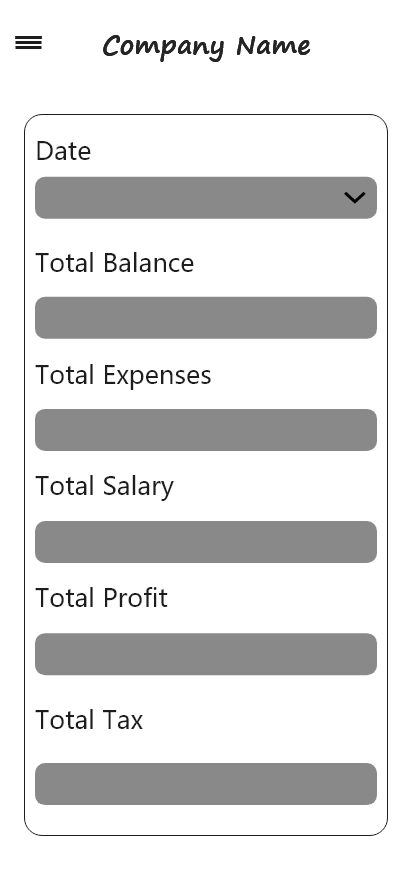 Company Name
Date
Total Balance
Total Expenses
Total Salary
Total Profit
Total Tax